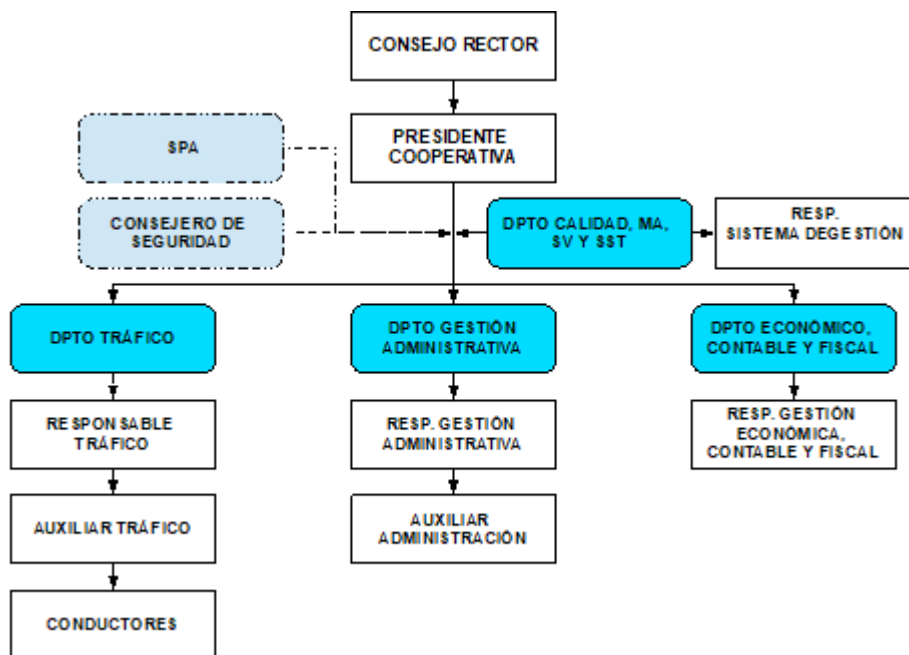 CONSEJO RECTOR
PRESIDENTE
COOPERATIVA
SPA
CONSEJERO DE
SEGURIDAD
DPTO CALIDAD, MA,
SV Y SST
RESP.
SISTEMA DEGESTIÓN
DPTO TRÁFICO
DPTO GESTIÓN
ADMINISTRATIVA
DPTO ECONÓMICO,
CONTABLE Y FISCAL
RESPONSABLE
TRÁFICO
RESP. GESTIÓN
ADMINISTRATIVA
RESP. GESTIÓN
ECONÓMICA,
CONTABLE Y FISCAL
AUXILIAR TRÁFICO
AUXILIAR
ADMINISTRACIÓN
CONDUCTORES